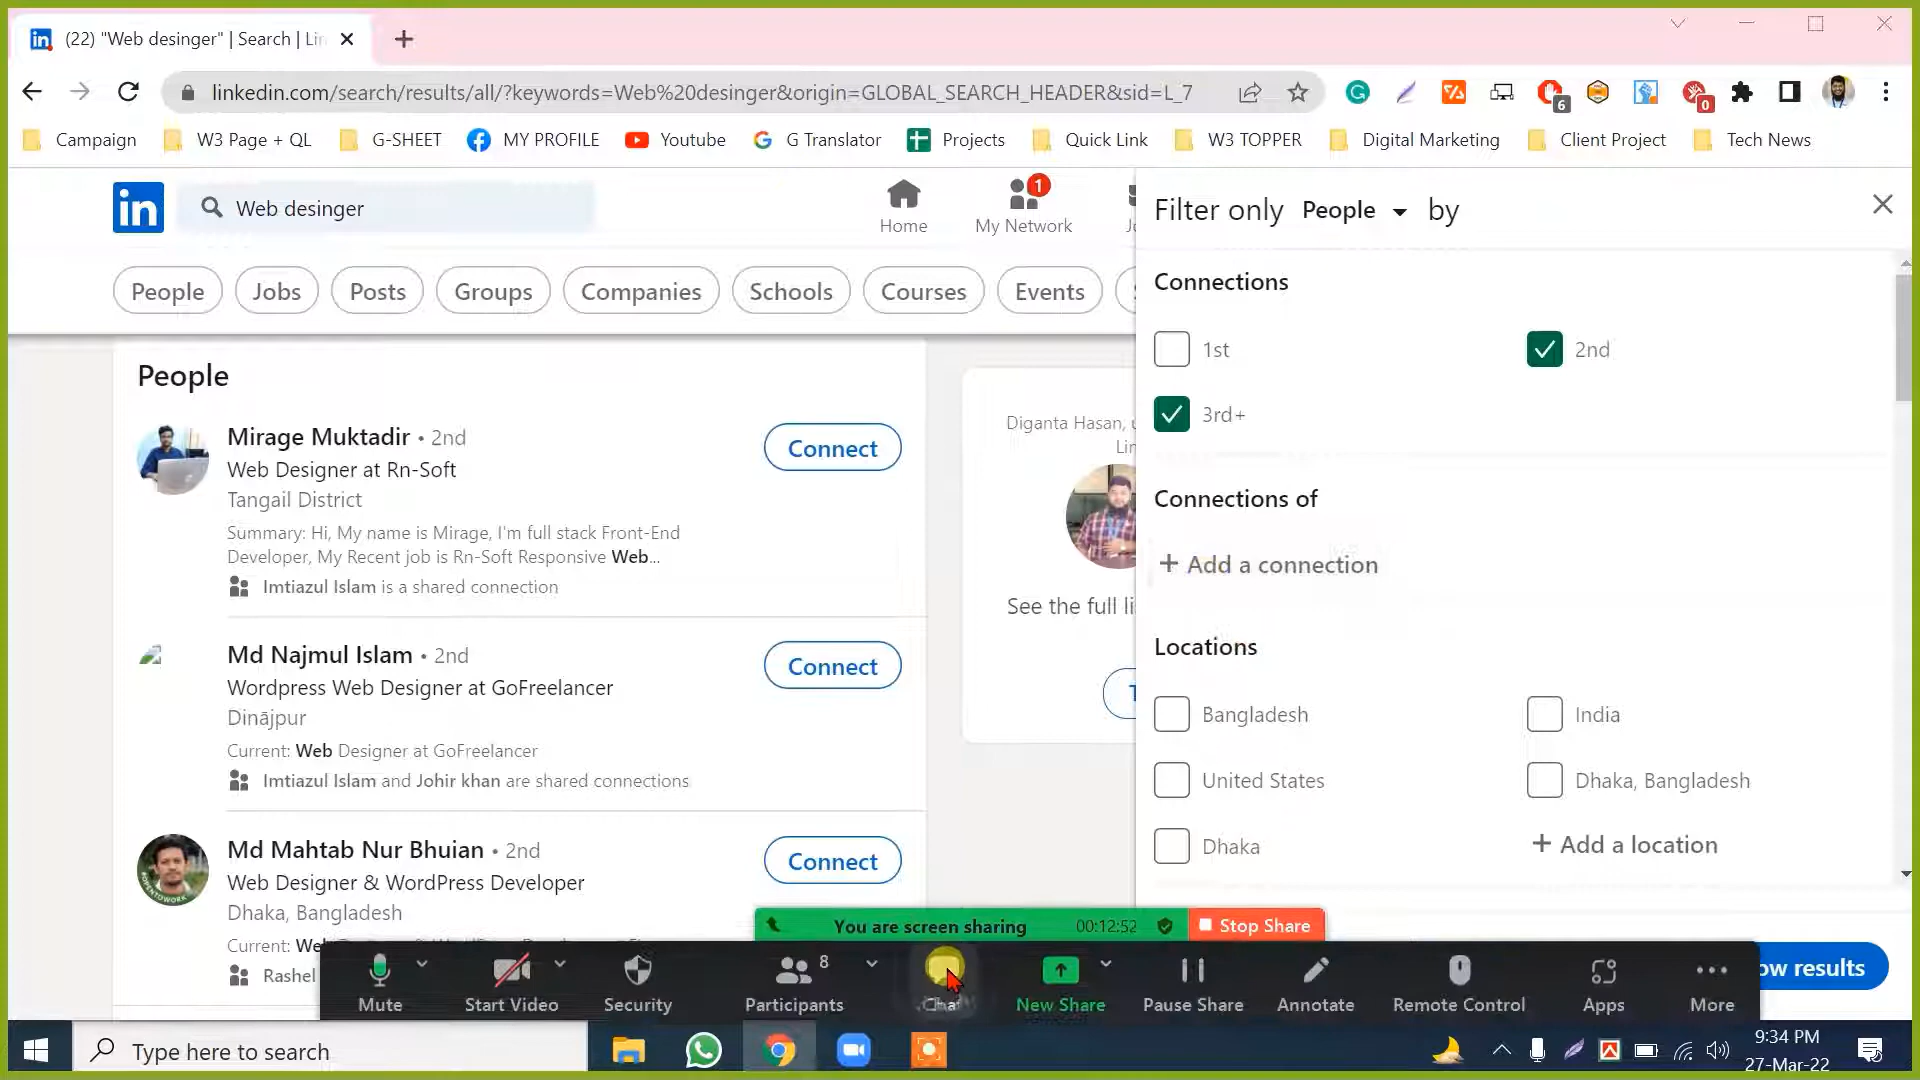 (22) "Web desinger" | Search | Lin
linkedin.com/search/results/all/?keywords=Web%20desinger&origin=GLOBAL_SEARCH_HEADER&sid=L_7
6
0
Campaign
W3 Page + QL
G-SHEET
MY PROFILE
Youtube
G Translator
Projects
Quick Link
W3 TOPPER
Digital Marketing
Client Project
Tech News
in
Web desinger
Home
1
My Network
Filter only People by
People
Jobs
Posts
Groups
Companies
Schools
Courses
Events
People
Mirage Muktadir • 2nd
Web Designer at Rn-Soft
Tangail District
Summary: Hi, My name is Mirage, I'm full stack Front-End
Developer, My Recent job is Rn-Soft Responsive Web...
Imtiazul Islam is a shared connection
Connect
Md Najmul Islam • 2nd
Wordpress Web Designer at GoFreelancer
Dinājpur
Current: Web Designer at GoFreelancer
Imtiazul Islam and Johir khan are shared connections
Connect
Md Mahtab Nur Bhuian • 2nd
Web Designer & WordPress Developer
Dhaka, Bangladesh
Current: We
Rashel
Connect
#OPENTOWORK
Diganta Hasan, u
Lin
See the full li
Connections
1st
2nd
3rd+
Connections of
+ Add a connection
Locations
Bangladesh
India
United States
Dhaka, Bangladesh
Dhaka
+ Add a location
ow results
You are screen sharing
00:12:52
Stop Share
Mute
Start Video
Security
Participants
8
Chat
New Share
Pause Share
Annotate
Remote Control
Apps
More
Type here to search
9:34 PM
27-Mar-22